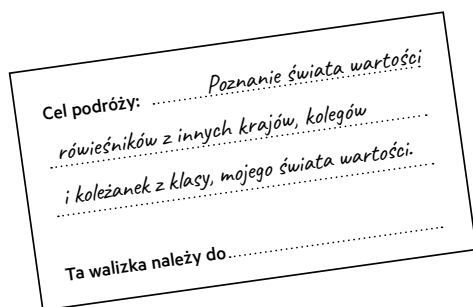 Cel podróży: Poznanie świata wartości
rówieśników z innych krajów, kolegów
i koleżanek z klasy, mojego świata wartości.
Ta walizka należy do